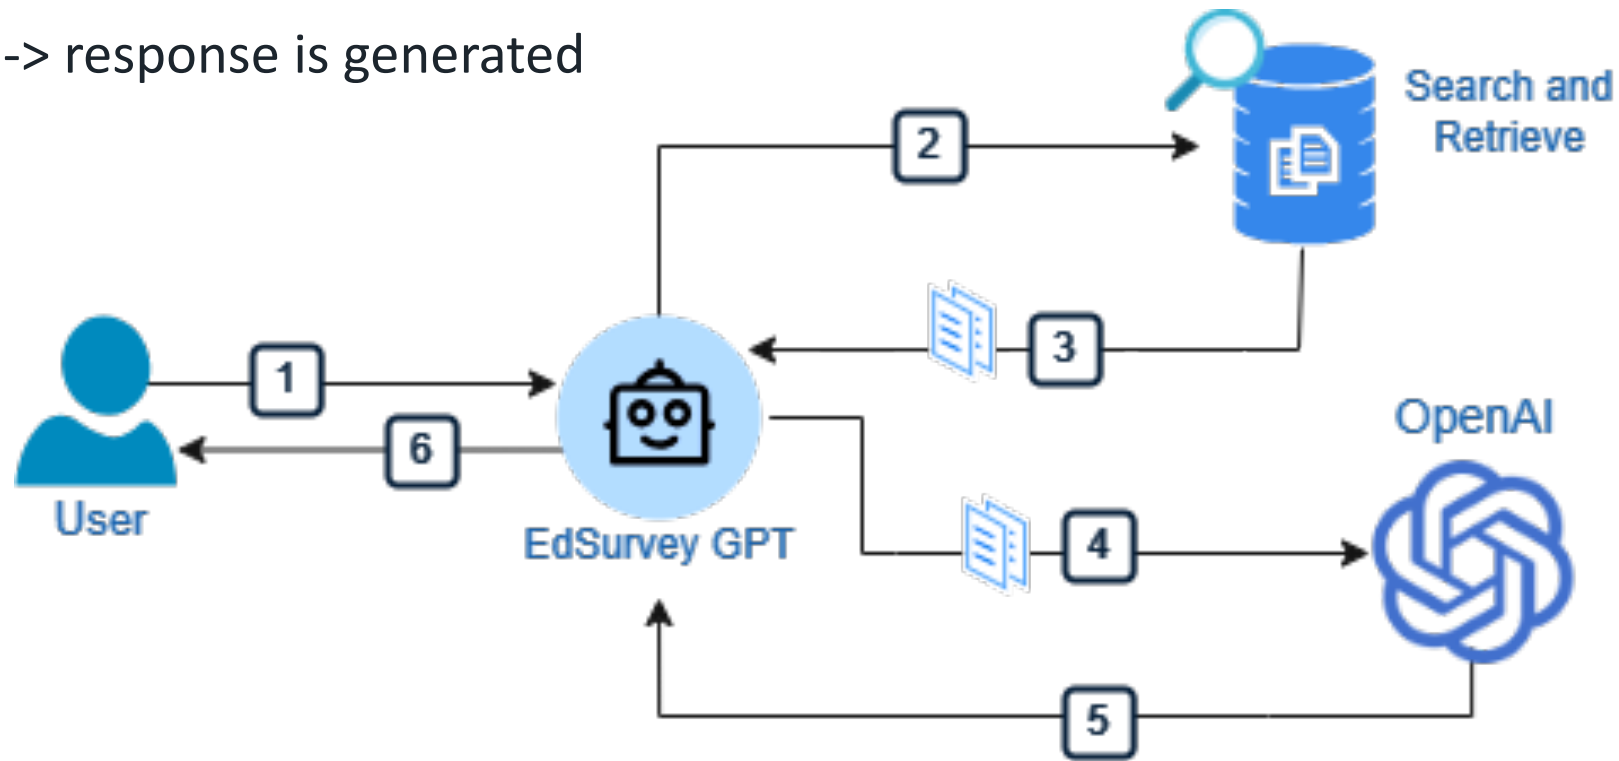 -> response is generated
Search and
Retrieve
2
3
1
6
User
EdSurvey GPT
OpenAI
4
5